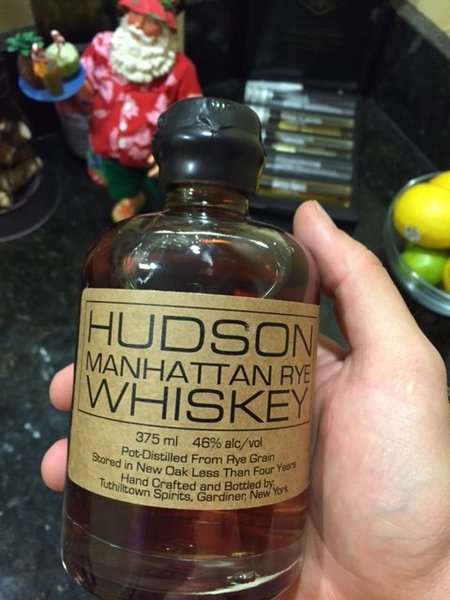 HUDSON
MANHATTAN RYE
WHISKEY
375 ml 46% alc/vol
Pot-Distilled From Rye Grain
Stored in New Oak Less Than Four Years
Hand Crafted and Bottled by,
Tuthilltown Spirits, Gardiner, New York